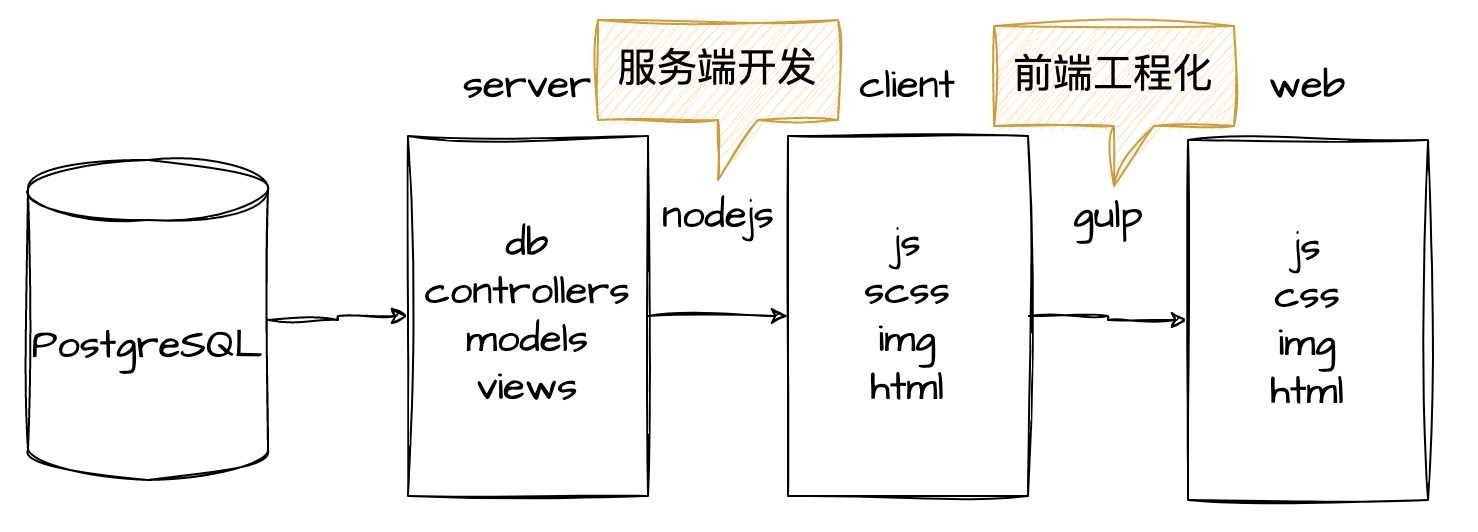 server
服务端开发
client
前端工程化
web
PostgreSQL
db
controllers
models
views
nodejs
js
scss
img
html
gulp
js
css
img
html